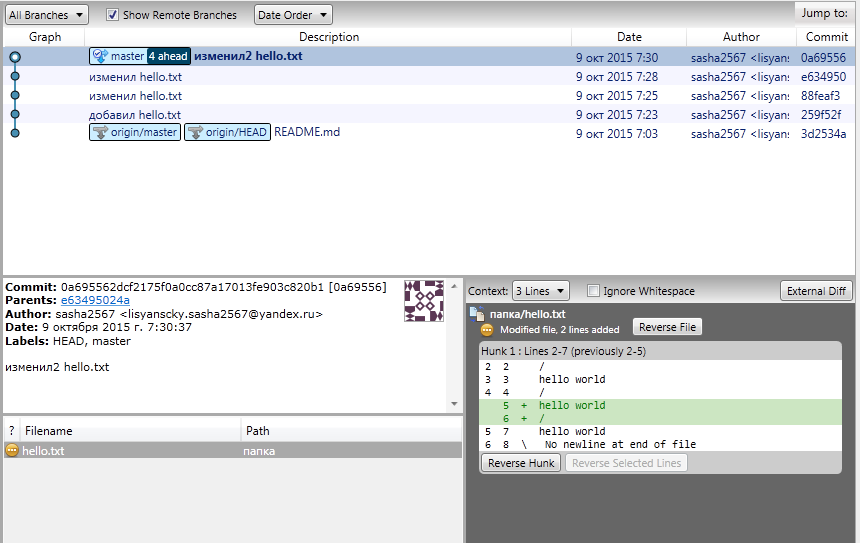 All Branches Show Remote Branches Date Order Jump to:
Graph Description Date Author Commit
master 4 ahead изменил2 hello.txt 9 окт 2015 7:30 sasha2567 <lisyans 0a69556
изменил hello.txt 9 окт 2015 7:28 sasha2567 <lisyans e634950
изменил hello.txt 9 окт 2015 7:25 sasha2567 <lisyans 88feaf3
добавил hello.txt 9 окт 2015 7:23 sasha2567 <lisyans 259f52f
origin/master origin/HEAD README.md 9 окт 2015 7:03 sasha2567 <lisyans 3d2534a
Commit: 0a695562dcf2175f0a0cc87a17013fe903c820b1 [0a69556]
Parents: e63495024a
Author: sasha2567 <lisyanscky.sasha2567@yandex.ru>
Date: 9 октября 2015 г. 7:30:37
Labels: HEAD, master
изменил2 hello.txt
? Filename Path
hello.txt папка
Context: 3 Lines Ignore Whitespace External Diff
папка/hello.txt
Modified file, 2 lines added Reverse File
Hunk 1 : Lines 2-7 (previously 2-5)
2 2 /
3 3 hello world
4 4 /
5 + hello world
6 + /
5 7 hello world
6 8 \ No newline at end of file
Reverse Hunk Reverse Selected Lines